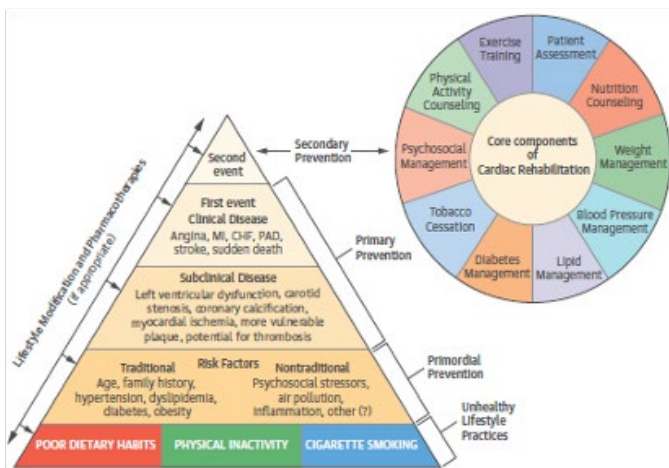 Exercise
Training
Patient
Assessment
Nutrition
Counseling
Weight
Management
Blood Pressure
Management
Lipid
Management
Diabetes
Management
Tobacco
Cessation
Psychosocial
Management
Physical
Activity
Counseling
Core components
of
Cardiac Rehabilitation
Secondary
Prevention
Lifestyle Modification and Pharmacotherapies
(if appropriate)
Second
event
First event
Clinical Disease
Angina, MI, CHF, PAD,
stroke, sudden death
Primary
Prevention
Subclinical Disease
Left ventricular dysfunction, carotid
stenosis, coronary calcification,
myocardial ischemia, more vulnerable
plaque, potential for thrombosis
Risk Factors
Traditional
Age, family history,
hypertension, dyslipidemia,
diabetes, obesity
Nontraditional
Psychosocial stressors,
air pollution,
inflammation, other (?)
Primordial
Prevention
Unhealthy
Lifestyle
Practices
POOR DIETARY HABITS
PHYSICAL INACTIVITY
CIGARETTE SMOKING